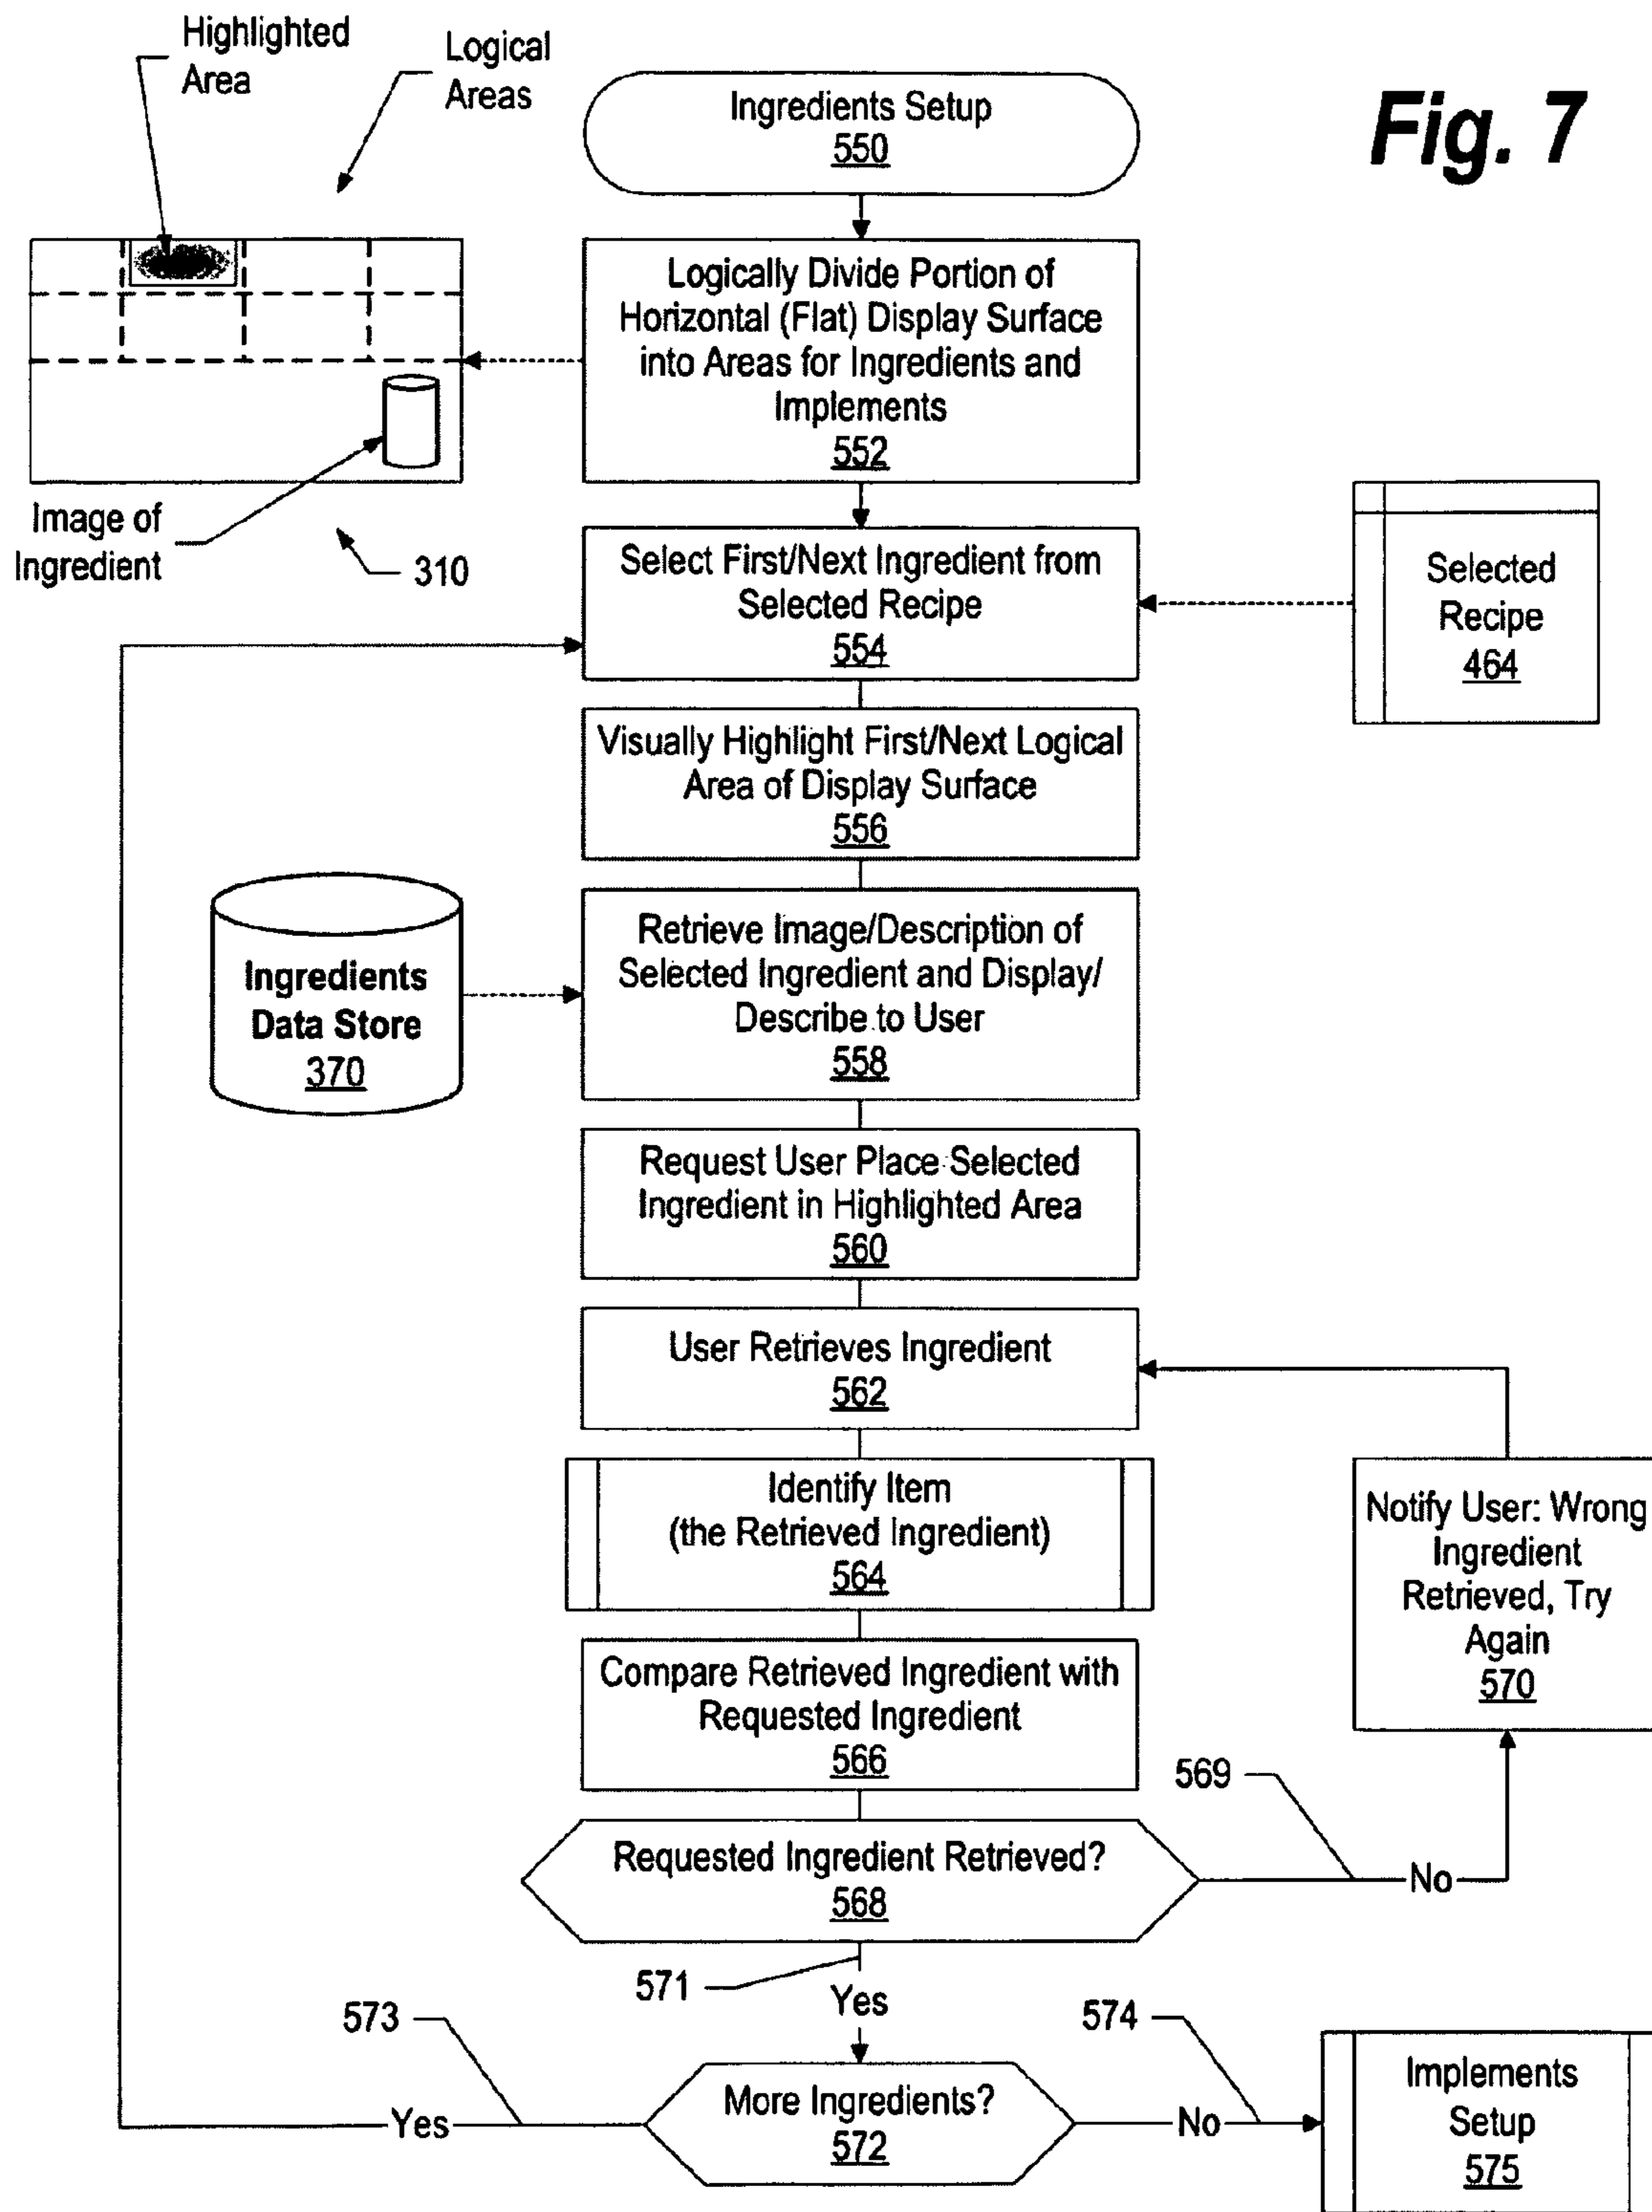 Highlighted
Area
Logical
Areas
Ingredients Setup
550
Fig. 7
Logically Divide Portion of
Horizontal (Flat) Display Surface
into Areas for Ingredients and
Implements
552
Image of
Ingredient
310
Select First/Next Ingredient from
Selected Recipe
554
Selected
Recipe
464
Visually Highlight First/Next Logical
Area of Display Surface
556
Ingredients
Data Store
370
Retrieve Image/Description of
Selected Ingredient and Display/
Describe to User
558
Request User Place Selected
Ingredient in Highlighted Area
560
User Retrieves Ingredient
562
Identify Item
(the Retrieved Ingredient)
564
Notify User: Wrong
Ingredient
Retrieved, Try
Again
570
Compare Retrieved Ingredient with
Requested Ingredient
566
569
Requested Ingredient Retrieved?
568
No
571
Yes
573
574
More Ingredients?
572
Yes
No
Implements
Setup
575